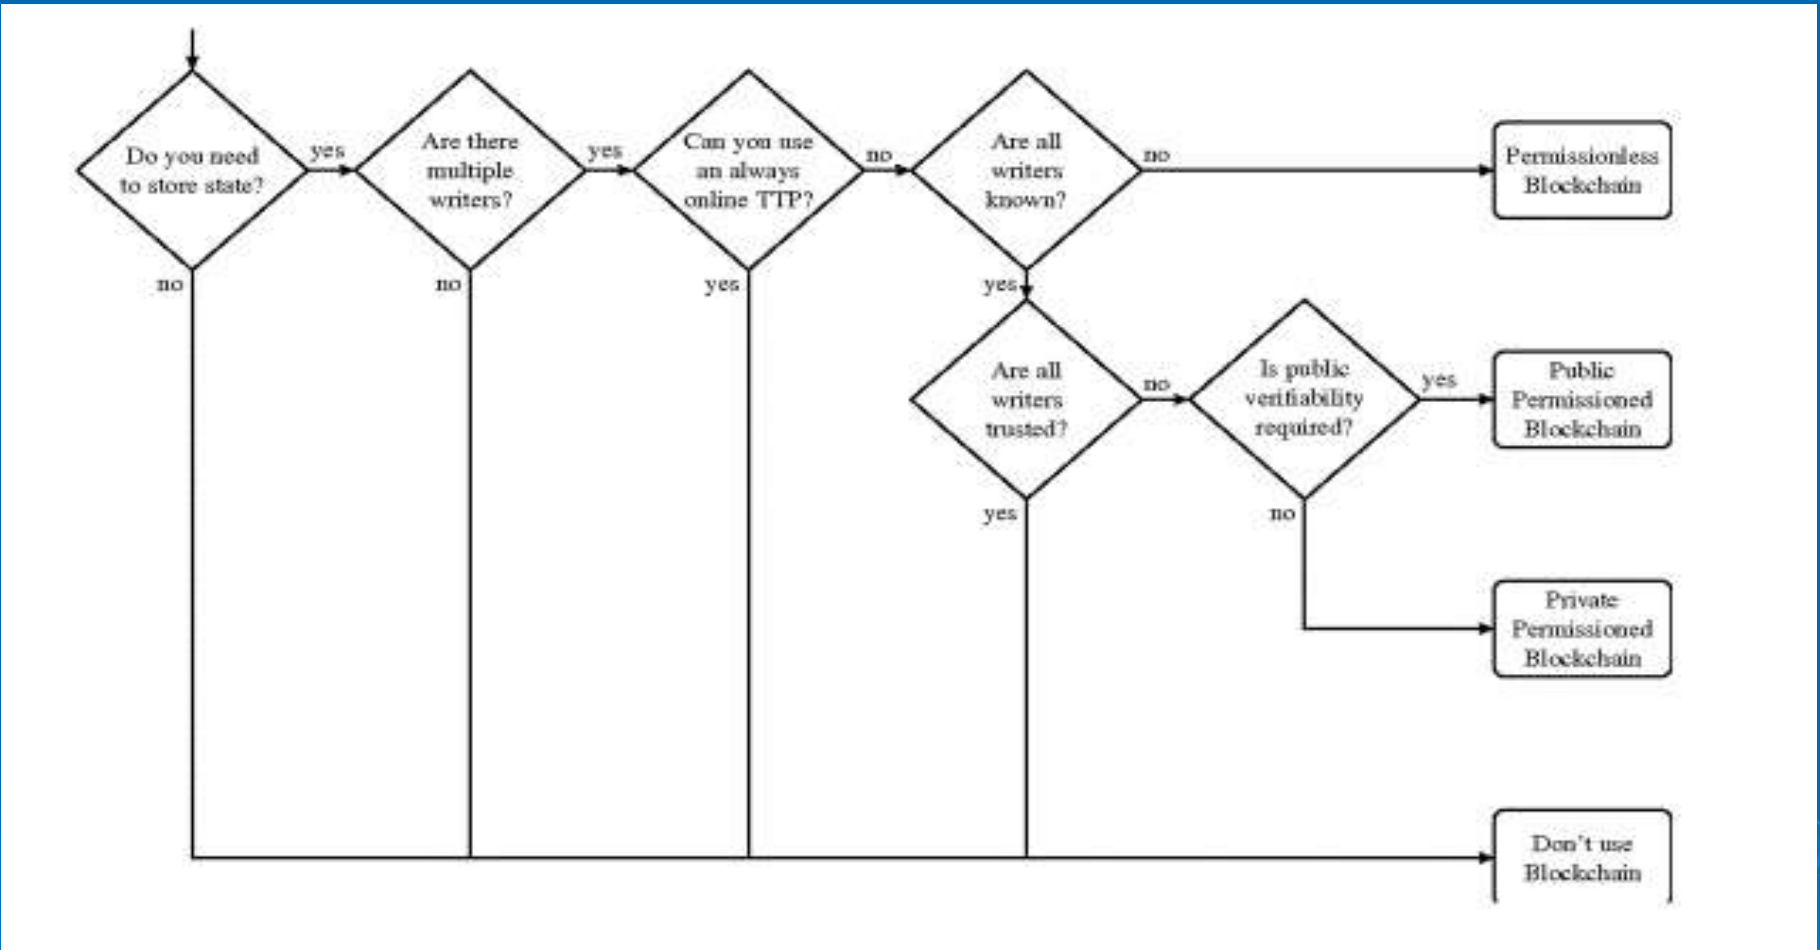 Do you need
to store state?
yes
no
Are there
multiple
writers?
yes
no
Can you use
an always
online TTP?
no
yes
Are all
writers
known?
no
yes
Permissionless
Blockchain
Are all
writers
trusted?
no
yes
Is public
verifiability
required?
yes
no
Public
Permissioned
Blockchain
Private
Permissioned
Blockchain
Don't use
Blockchain